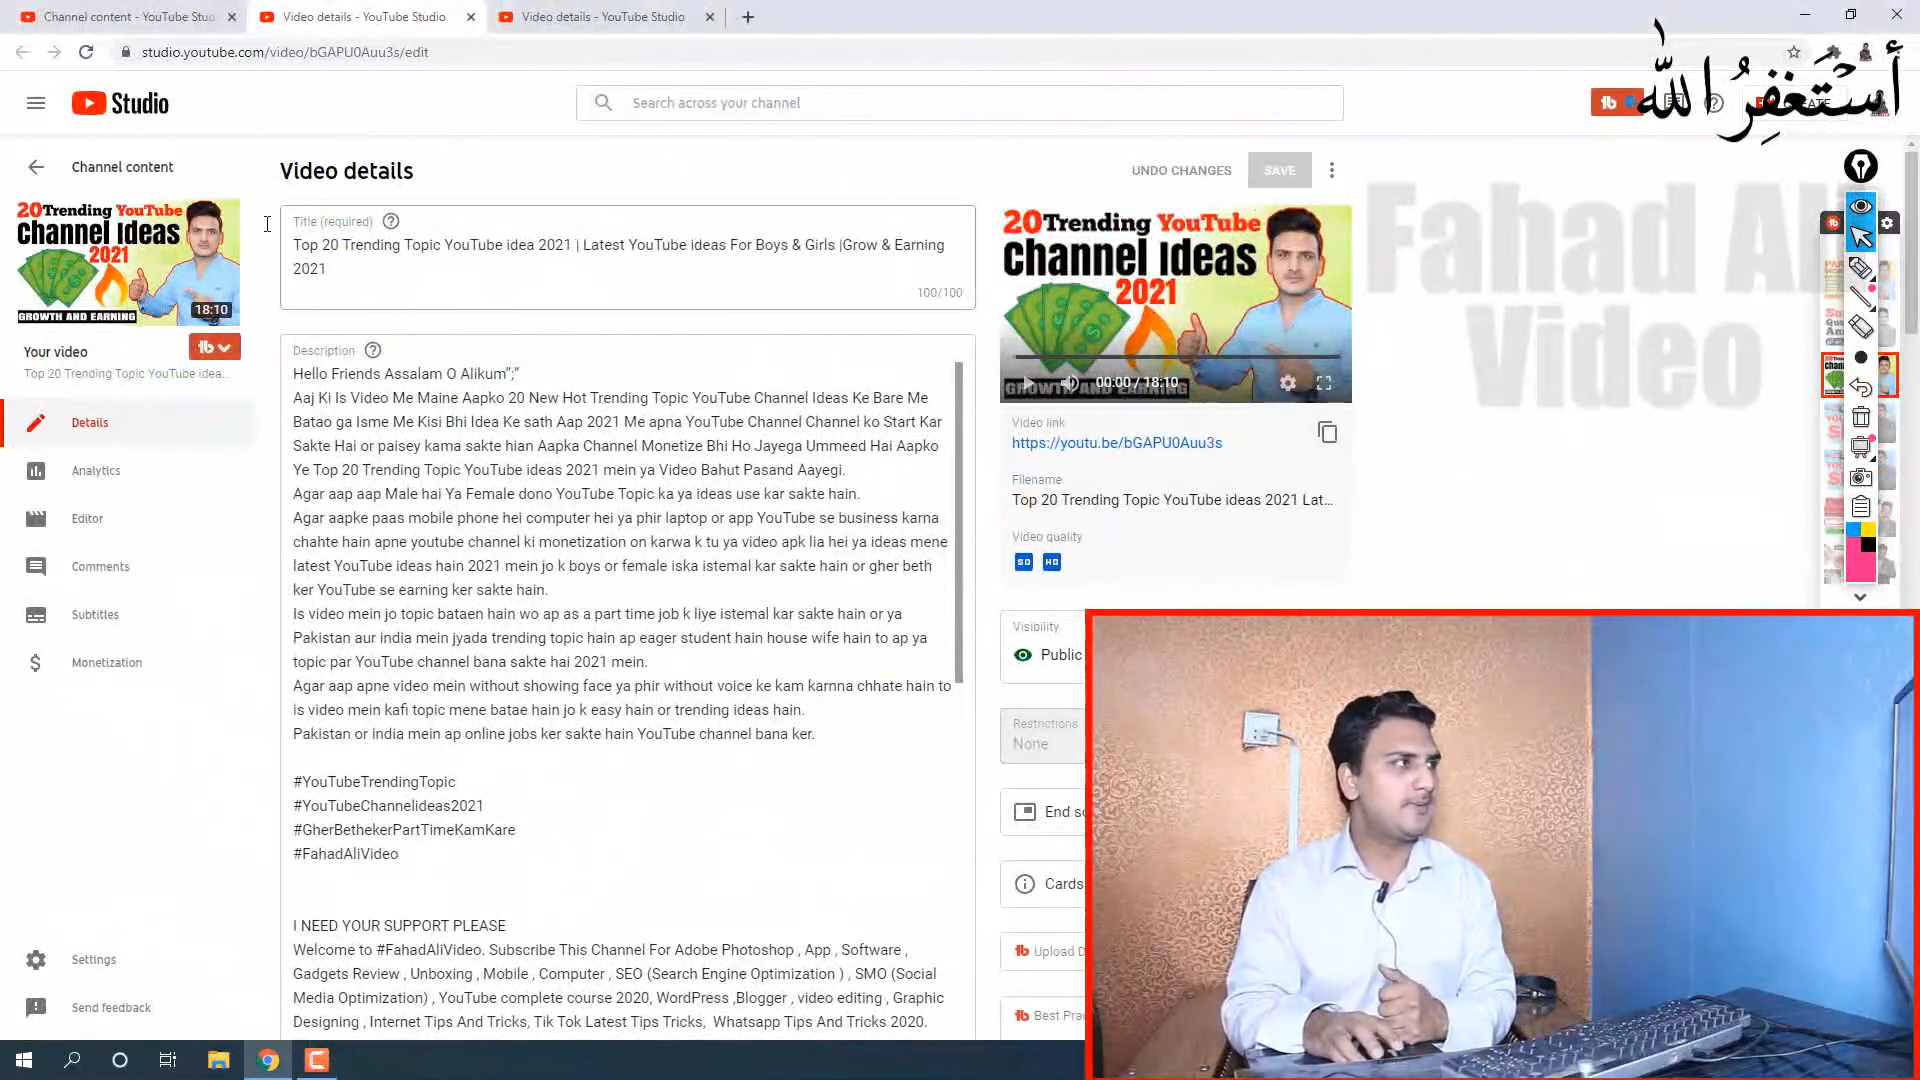 Channel content - YouTube Stu
Video details - YouTube Studio
Video details - YouTube Studio
studio.youtube.com/video/bGAPU0Auu3s/edit
أستغفر الله
Studio
Search across your channel
Channel content
Video details
UNDO CHANGES
SAVE
Fahad Al
Video
20 Trending YouTube
Channel Ideas
2021
GROWTH AND EARNING
18:10
Title (required)
Top 20 Trending Topic YouTube idea 2021 | Latest YouTube ideas For Boys & Girls |Grow & Earning
2021
100/100
20 Trending YouTube
Channel Ideas
2021
GROWTH AND EARNING
00:00 / 18:10
Your video
Top 20 Trending Topic YouTube idea...
Details
Analytics
Editor
Comments
Subtitles
Monetization
Settings
Send feedback
Description
Hello Friends Assalam O Alikum";"
Aaj Ki Is Video Me Maine Aapko 20 New Hot Trending Topic YouTube Channel Ideas Ke Bare Me
Batao ga Isme Me Kisi Bhi Idea Ke sath Aap 2021 Me apna YouTube Channel Channel ko Start Kar
Sakte Hai or paisey kama sakte hian Aapka Channel Monetize Bhi Ho Jayega Ummeed Hai Aapko
Ye Top 20 Trending Topic YouTube ideas 2021 mein ya Video Bahut Pasand Aayegi.
Agar aap aap Male hai Ya Female dono YouTube Topic ka ya ideas use kar sakte hain.
Agar aapke paas mobile phone hei computer hei ya phir laptop or app YouTube se business karna
chahte hain apne youtube channel ki monetization on karwa k tu ya video apk lia hei ya ideas mene
latest YouTube ideas hain 2021 mein jo k boys or female iska istemal kar sakte hain or gher beth
ker YouTube se earning ker sakte hain.
Is video mein jo topic bataen hain wo ap as a part time job k liye istemal kar sakte hain or ya
Pakistan aur india mein jyada trending topic hain ap eager student hain house wife hain to ap ya
topic par YouTube channel bana sakte hai 2021 mein.
Agar aap apne video mein without showing face ya phir without voice ke kam karnna chhate hain to
is video mein kafi topic mene batae hain jo k easy hain or trending ideas hain.
Pakistan or india mein ap online jobs ker sakte hain YouTube channel bana ker.
#YouTubeTrendingTopic
#YouTubeChannelideas2021
#GherBethekerPartTimeKamKare
#FahadAliVideo
I NEED YOUR SUPPORT PLEASE
Welcome to #FahadAliVideo. Subscribe This Channel For Adobe Photoshop , App , Software ,
Gadgets Review , Unboxing , Mobile , Computer , SEO (Search Engine Optimization ) , SMO (Social
Media Optimization) , YouTube complete course 2020, WordPress ,Blogger , video editing , Graphic
Designing , Internet Tips And Tricks, Tik Tok Latest Tips Tricks, Whatsapp Tips And Tricks 2020.
Video link
https://youtu.be/bGAPU0Auu3s
Filename
Top 20 Trending Topic YouTube ideas 2021 Lat...
Video quality
SD
HD
Visibility
Public
Restrictions
None
End sc
Cards
Upload D
Best Pra